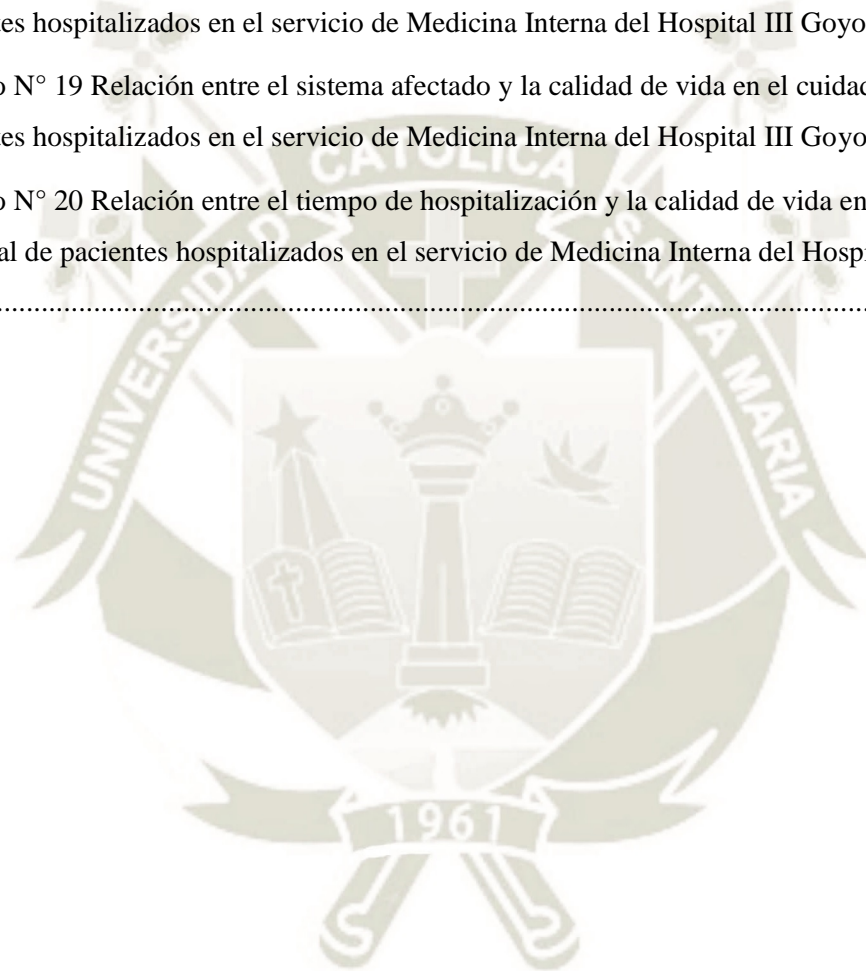 es hospitalizados en el servicio de Medicina Interna del Hospital III Goyo
o N° 19 Relación entre el sistema afectado y la calidad de vida en el cuidad
es hospitalizados en el servicio de Medicina Interna del Hospital III Goyo
o N° 20 Relación entre el tiempo de hospitalización y la calidad de vida en
al de pacientes hospitalizados en el servicio de Medicina Interna del Hospi
CATOLICA
UNIVERSIDAD
SANTA MARIA
1961